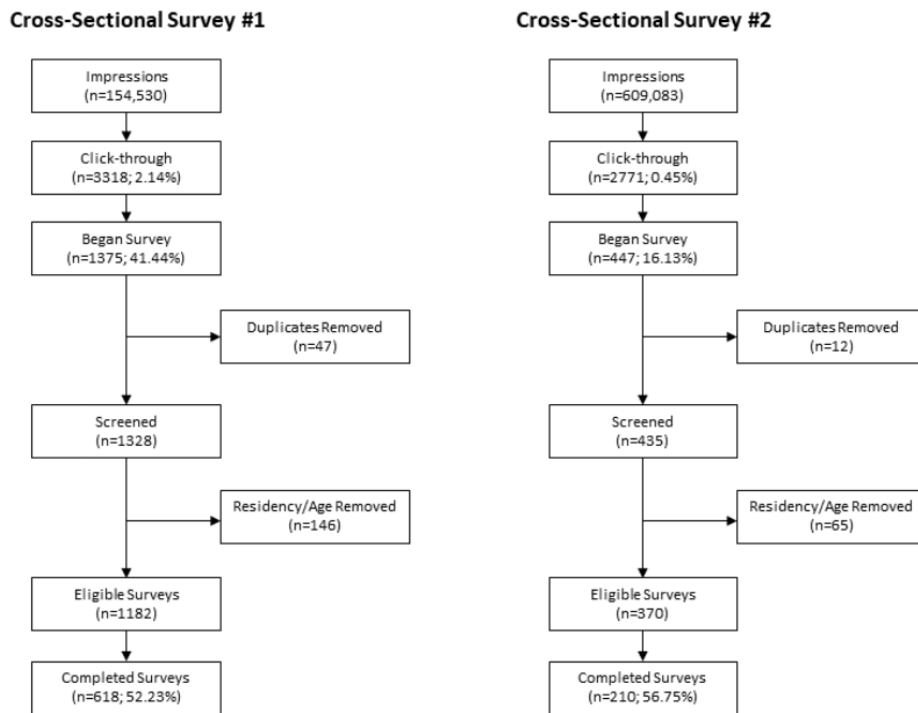 Cross-Sectional Survey #1
Impressions
(n=154,530)
Click-through
(n=3318; 2.14%)
Began Survey
(n=1375; 41.44%)
Duplicates Removed
(n=47)
Screened
(n=1328)
Residency/Age Removed
(n=146)
Eligible Surveys
(n=1182)
Completed Surveys
(n=618; 52.23%)
Cross-Sectional Survey #2
Impressions
(n=609,083)
Click-through
(n=2771; 0.45%)
Began Survey
(n=447; 16.13%)
Duplicates Removed
(n=12)
Screened
(n=435)
Residency/Age Removed
(n=65)
Eligible Surveys
(n=370)
Completed Surveys
(n=210; 56.75%)